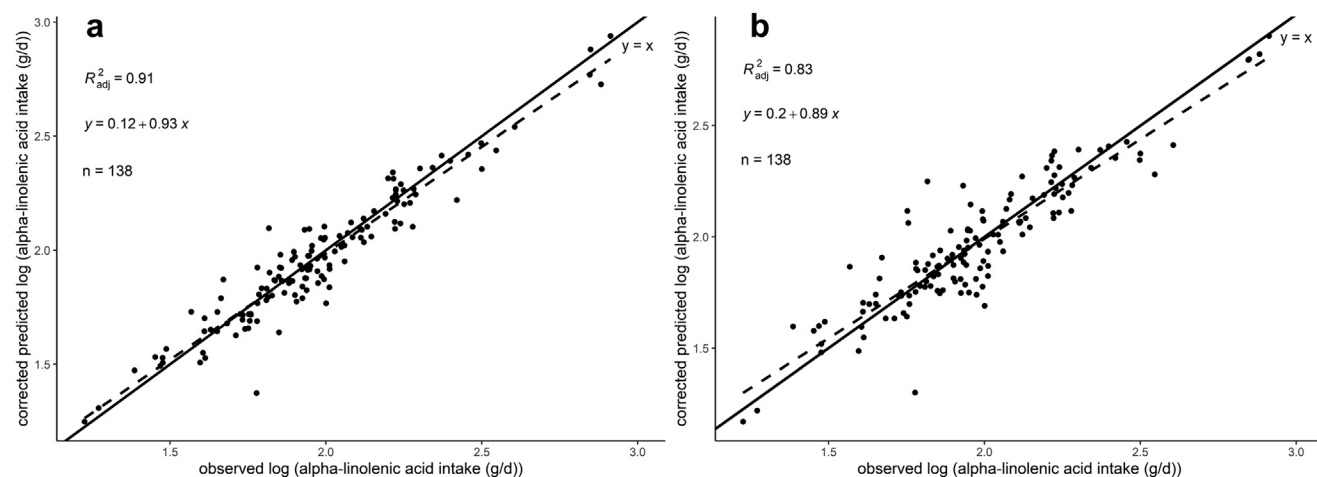 a
R²adj = 0.91
y = 0.12 + 0.93 x
n = 138
y = x
corrected predicted log (alpha-linolenic acid intake (g/d))
3.0
2.5
2.0
1.5
1.5 2.0 2.5 3.0
observed log (alpha-linolenic acid intake (g/d))
b
R²adj = 0.83
y = 0.2 + 0.89 x
n = 138
y = x
corrected predicted log (alpha-linolenic acid intake (g/d))
2.5
2.0
1.5
1.5 2.0 2.5 3.0
observed log (alpha-linolenic acid intake (g/d))